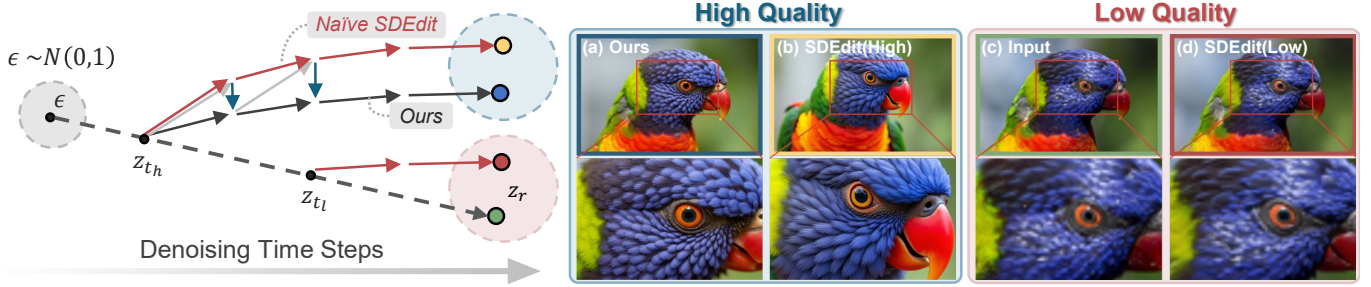 Naïve SDEdit
ϵ ~N(0,1)
ϵ
Ours
z_{t_h}
z_{t_l}
z_r
Denoising Time Steps
High Quality
Low Quality
(a) Ours
(b) SDEdit(High)
(c) Input
(d) SDEdit(Low)